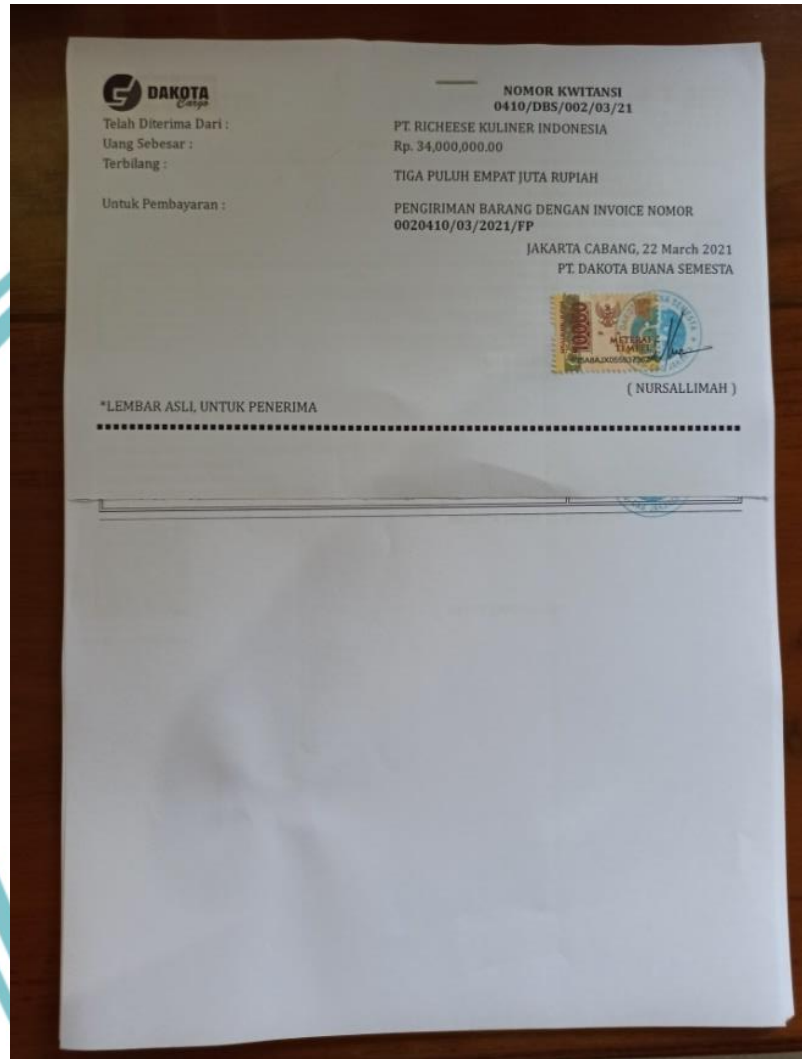 DAKOTA
Cargo
NOMOR KWITANSI
0410/DBS/002/03/21
Telah Diterima Dari : PT. RICHEESE KULINER INDONESIA
Uang Sebesar : Rp. 34,000,000.00
Terbilang :
TIGA PULUH EMPAT JUTA RUPIAH
Untuk Pembayaran : PENGIRIMAN BARANG DENGAN INVOICE NOMOR
0020410/03/2021/FP
JAKARTA CABANG, 22 March 2021
PT. DAKOTA BUANA SEMESTA
10000
METERAI
TEMPEL
( NURSALLIMAH )
*LEMBAR ASLI, UNTUK PENERIMA